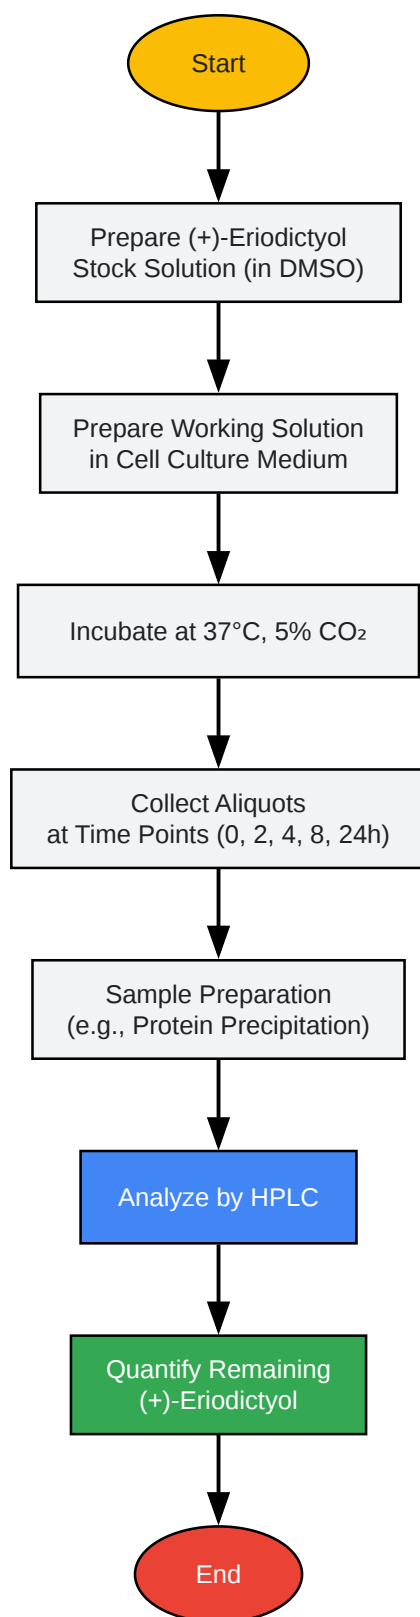 Start
Prepare (+)-Eriodictyol
Stock Solution (in DMSO)
Prepare Working Solution
in Cell Culture Medium
Incubate at 37°C, 5% CO₂
Collect Aliquots
at Time Points (0, 2, 4, 8, 24h)
Sample Preparation
(e.g., Protein Precipitation)
Analyze by HPLC
Quantify Remaining
(+)-Eriodictyol
End